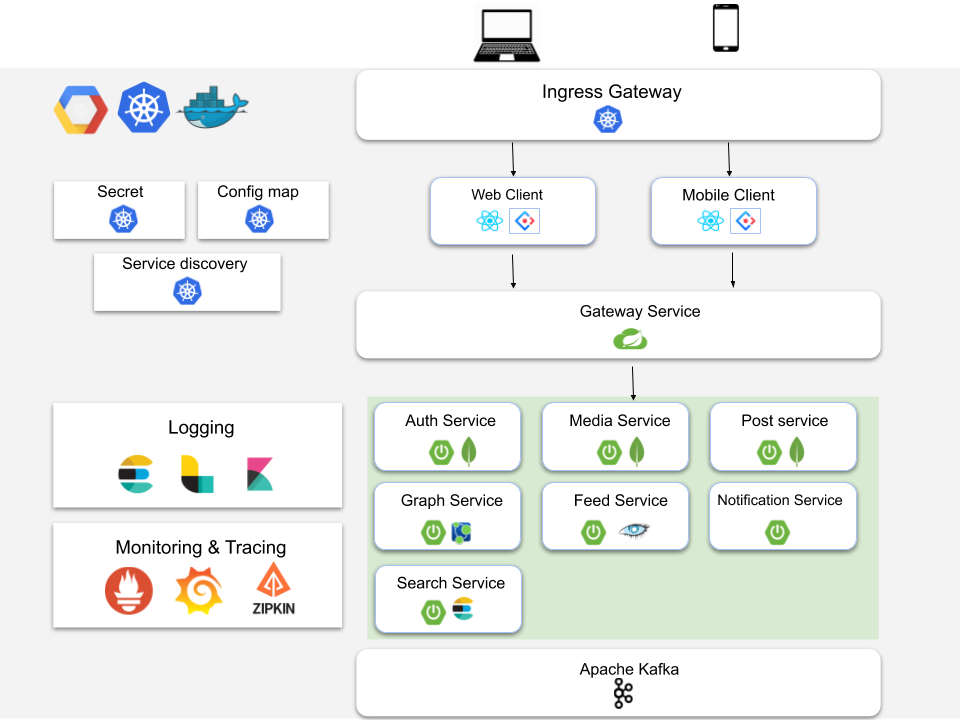 Ingress Gateway
Secret
Config map
Web Client
Mobile Client
Service discovery
Gateway Service
Logging
Auth Service
Media Service
Post service
Graph Service
Feed Service
Notification Service
Monitoring & Tracing
ZIPKIN
Search Service
Apache Kafka